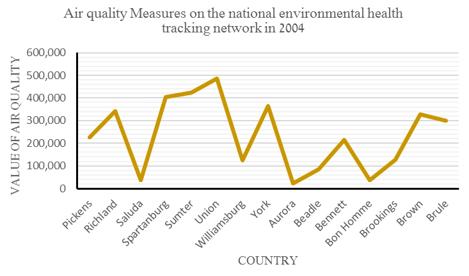 Air quality Measures on the national environmental health
tracking network in 2004
VALUE OF AIR QUALITY
600,000
500,000
400,000
300,000
200,000
100,000
0
Pickens
Richland
Saluda
Spartanburg
Sumter
Union
Williamsburg
York
Aurora
Beadle
Bennett
Bon Homme
Brookings
Brown
Brule
COUNTRY